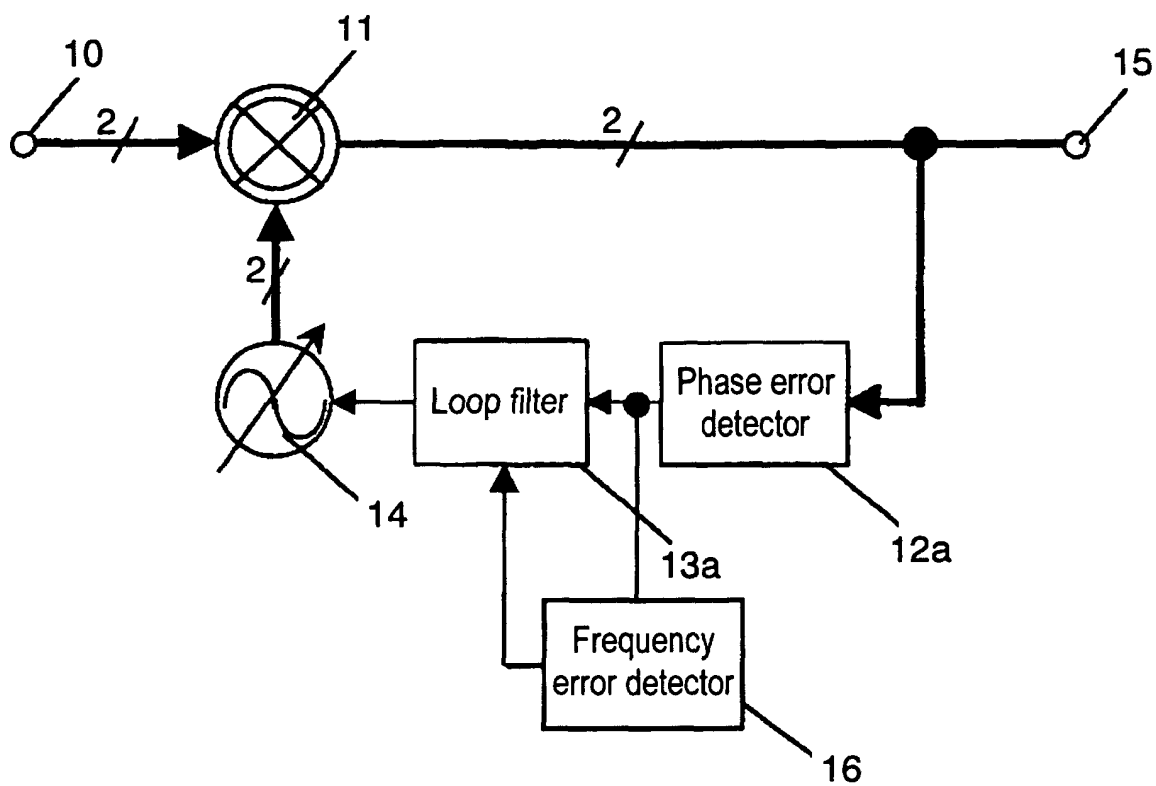 10
11
15
2
2
2
Loop filter
Phase error
detector
14
13a
12a
Frequency
error detector
16